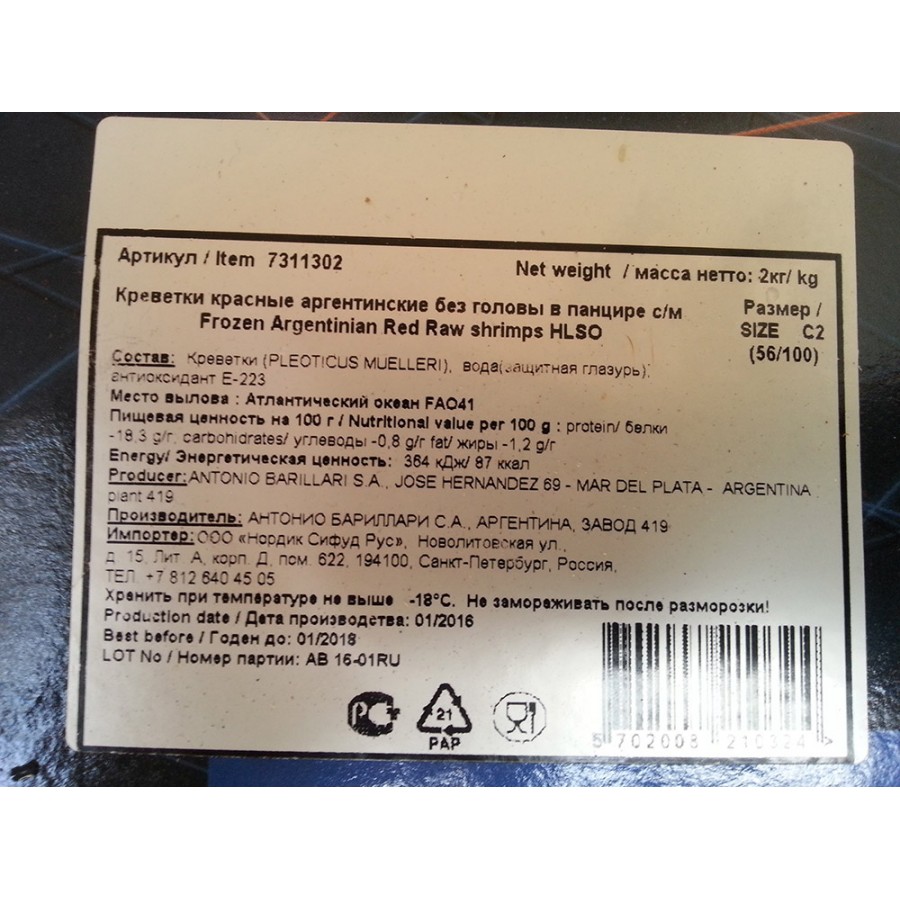 Артикул / Item 7311302
Net weight / масса нетто: 2кг/ kg
Креветки красные аргентинские без головы в панцире с/м
Frozen Argentinian Red Raw shrimps HLSO
Размер /
SIZE C2
(56/100)
Состав: Креветки (PLEOTICUS MUELLERI), вода(защитная глазурь),
антиоксидант Е-223
Место вылова : Атлантический океан FAO41
Пищевая ценность на 100 г / Nutritional value per 100 g : protein/ белки
-18,3 g/г, carbohidrates/ углеводы -0,8 g/г fat/ жиры -1,2 g/г
Energy/ Энергетическая ценность: 364 кДж/ 87 ккал
Producer: ANTONIO BARILLARI S.A., JOSE HERNANDEZ 69 - MAR DEL PLATA - ARGENTINA
plant 419
Производитель: АНТОНИО БАРИЛЛАРИ С.А., АРГЕНТИНА, ЗАВОД 419
Импортер: ООО «Нордик Сифуд Рус», Новолитовская ул.,
д. 15, Лит. А, корп. Д, пом. 622, 194100, Санкт-Петербург, Россия,
ТЕЛ. +7 812 640 45 05
Хранить при температуре не выше -18°C. Не замораживать после разморозки!
Production date / Дата производства: 01/2016
Best before / Годен до: 01/2018
LOT No / Номер партии: AB 16-01RU
РСТ
21
PAP
5 702008 210324 >